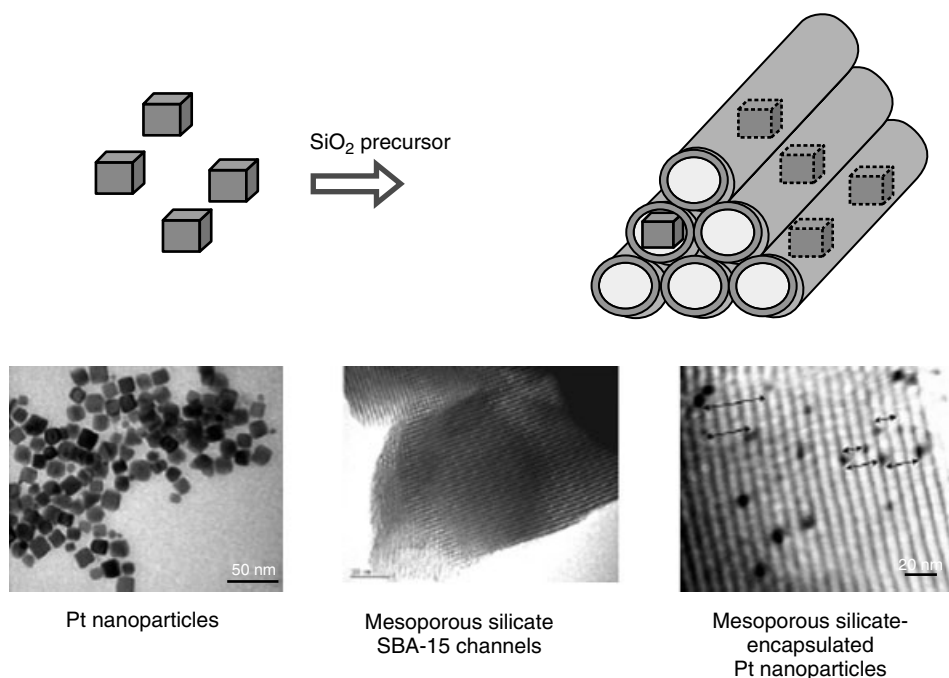 SiO₂ precursor
50 nm
20 nm
Pt nanoparticles
Mesoporous silicate
SBA-15 channels
Mesoporous silicate-
encapsulated
Pt nanoparticles